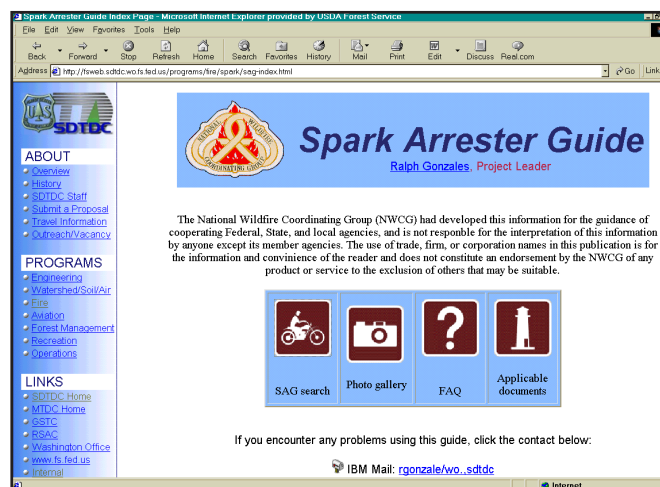 Spark Arrester Guide Index Page - Microsoft Internet Explorer provided by USDA Forest Service
File Edit View Favorites Tools Help
Back Forward Stop Refresh Home Search Favorites History Mail Print Edit Discuss Real.com
Address http://fsweb.sdtdc.wo.fs.fed.us/programs/fire/spark/sag-index.html Go Link
UAS
SDTDC
ABOUT
Overview
History
SDTDC Staff
Submit a Proposal
Travel Information
Outreach/Vacancy
PROGRAMS
Engineering
Watershed/Soil/Air
Fire
Aviation
Forest Management
Recreation
Operations
LINKS
SDTDC Home
MTDC Home
GSTC
RSAC
Washington Office
www.fs.fed.us
Internal
NATIONAL WILDFIRE
COORDINATING GROUP
Spark Arrester Guide
Ralph Gonzales, Project Leader
The National Wildfire Coordinating Group (NWCG) had developed this information for the guidance of
cooperating Federal, State, and local agencies, and is not responble for the interpretation of this information
by anyone except its member agencies. The use of trade, firm, or corporation names in this publication is for
the information and convinience of the reader and does not constitute an endorsement by the NWCG of any
product or service to the exclusion of others that may be suitable.
SAG search
Photo gallery
?
FAQ
Applicable
documents
If you encounter any problems using this guide, click the contact below:
IBM Mail: rgonzale/wo.,sdtdc
Internet